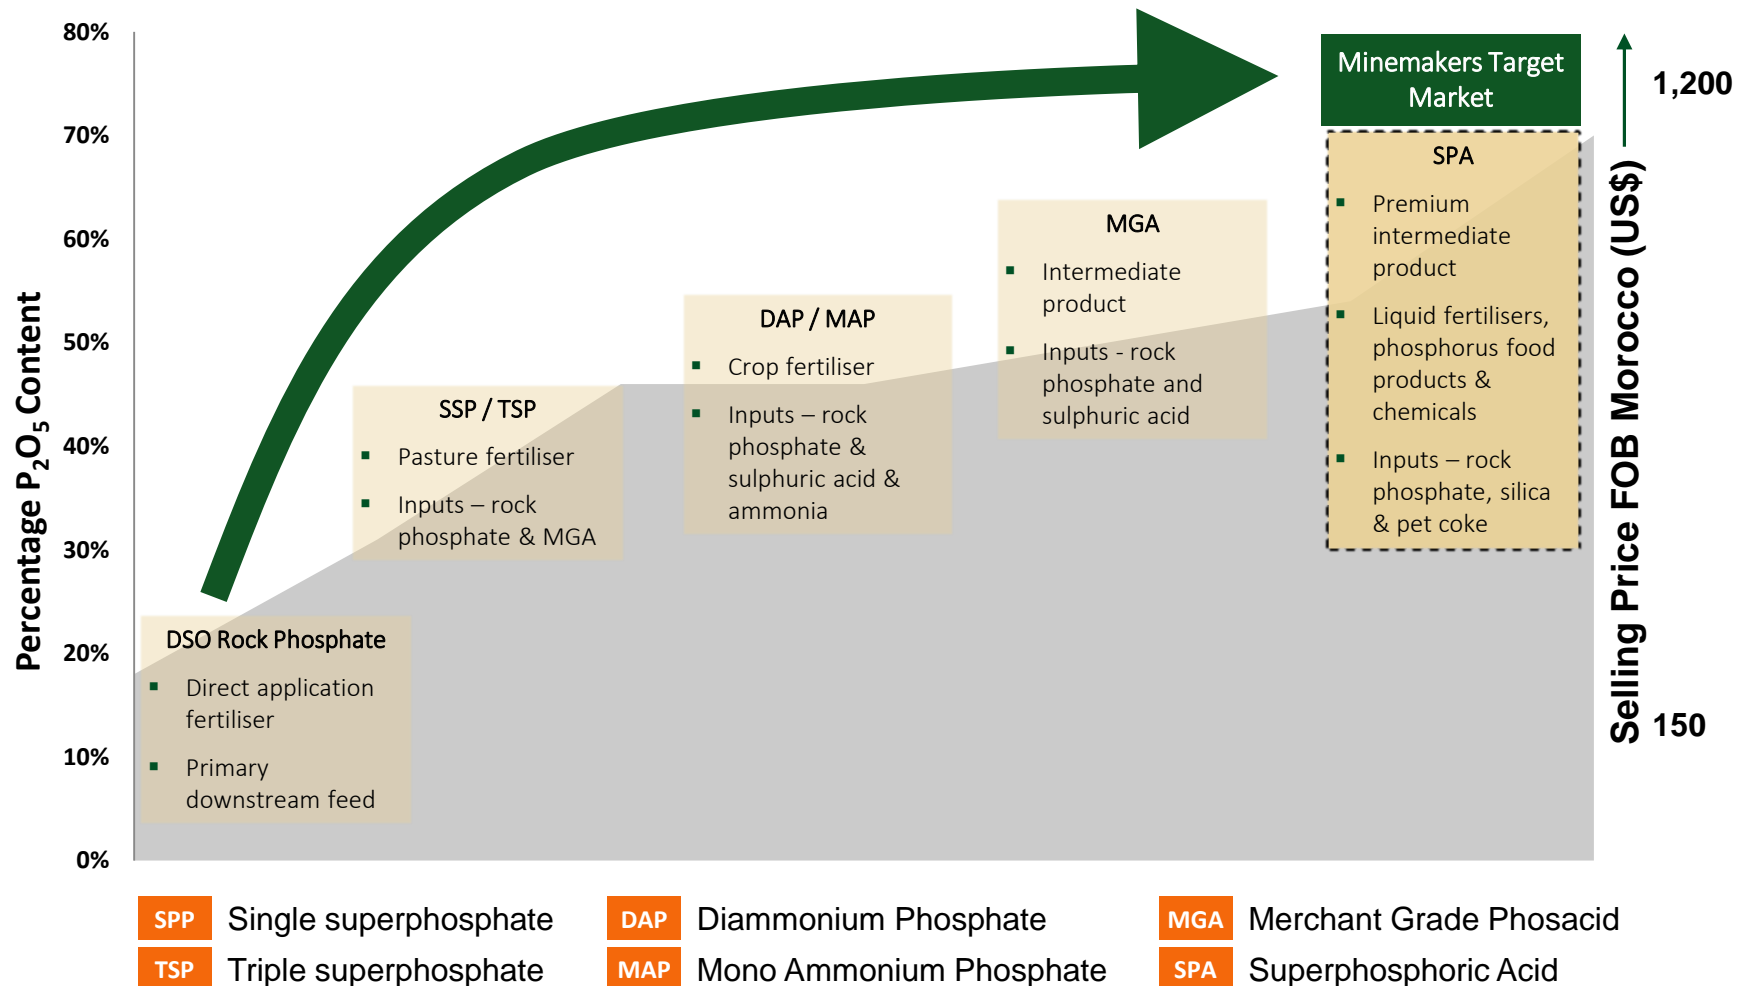 80%
70%
60%
50%
40%
30%
20%
10%
0%
Percentage P₂O₅ Content
DSO Rock Phosphate
▪ Direct application
fertiliser
▪ Primary
downstream feed
SSP / TSP
▪ Pasture fertiliser
▪ Inputs – rock
phosphate & MGA
DAP / MAP
▪ Crop fertiliser
▪ Inputs – rock
phosphate &
sulphuric acid &
ammonia
MGA
▪ Intermediate
product
▪ Inputs - rock
phosphate and
sulphuric acid
Minemakers Target
Market
SPA
▪ Premium
intermediate
product
▪ Liquid fertilisers,
phosphorus food
products &
chemicals
▪ Inputs – rock
phosphate, silica
& pet coke
1,200
Selling Price FOB Morocco (US$)
150
SPP Single superphosphate
DAP Diammonium Phosphate
MGA Merchant Grade Phosacid
TSP Triple superphosphate
MAP Mono Ammonium Phosphate
SPA Superphosphoric Acid